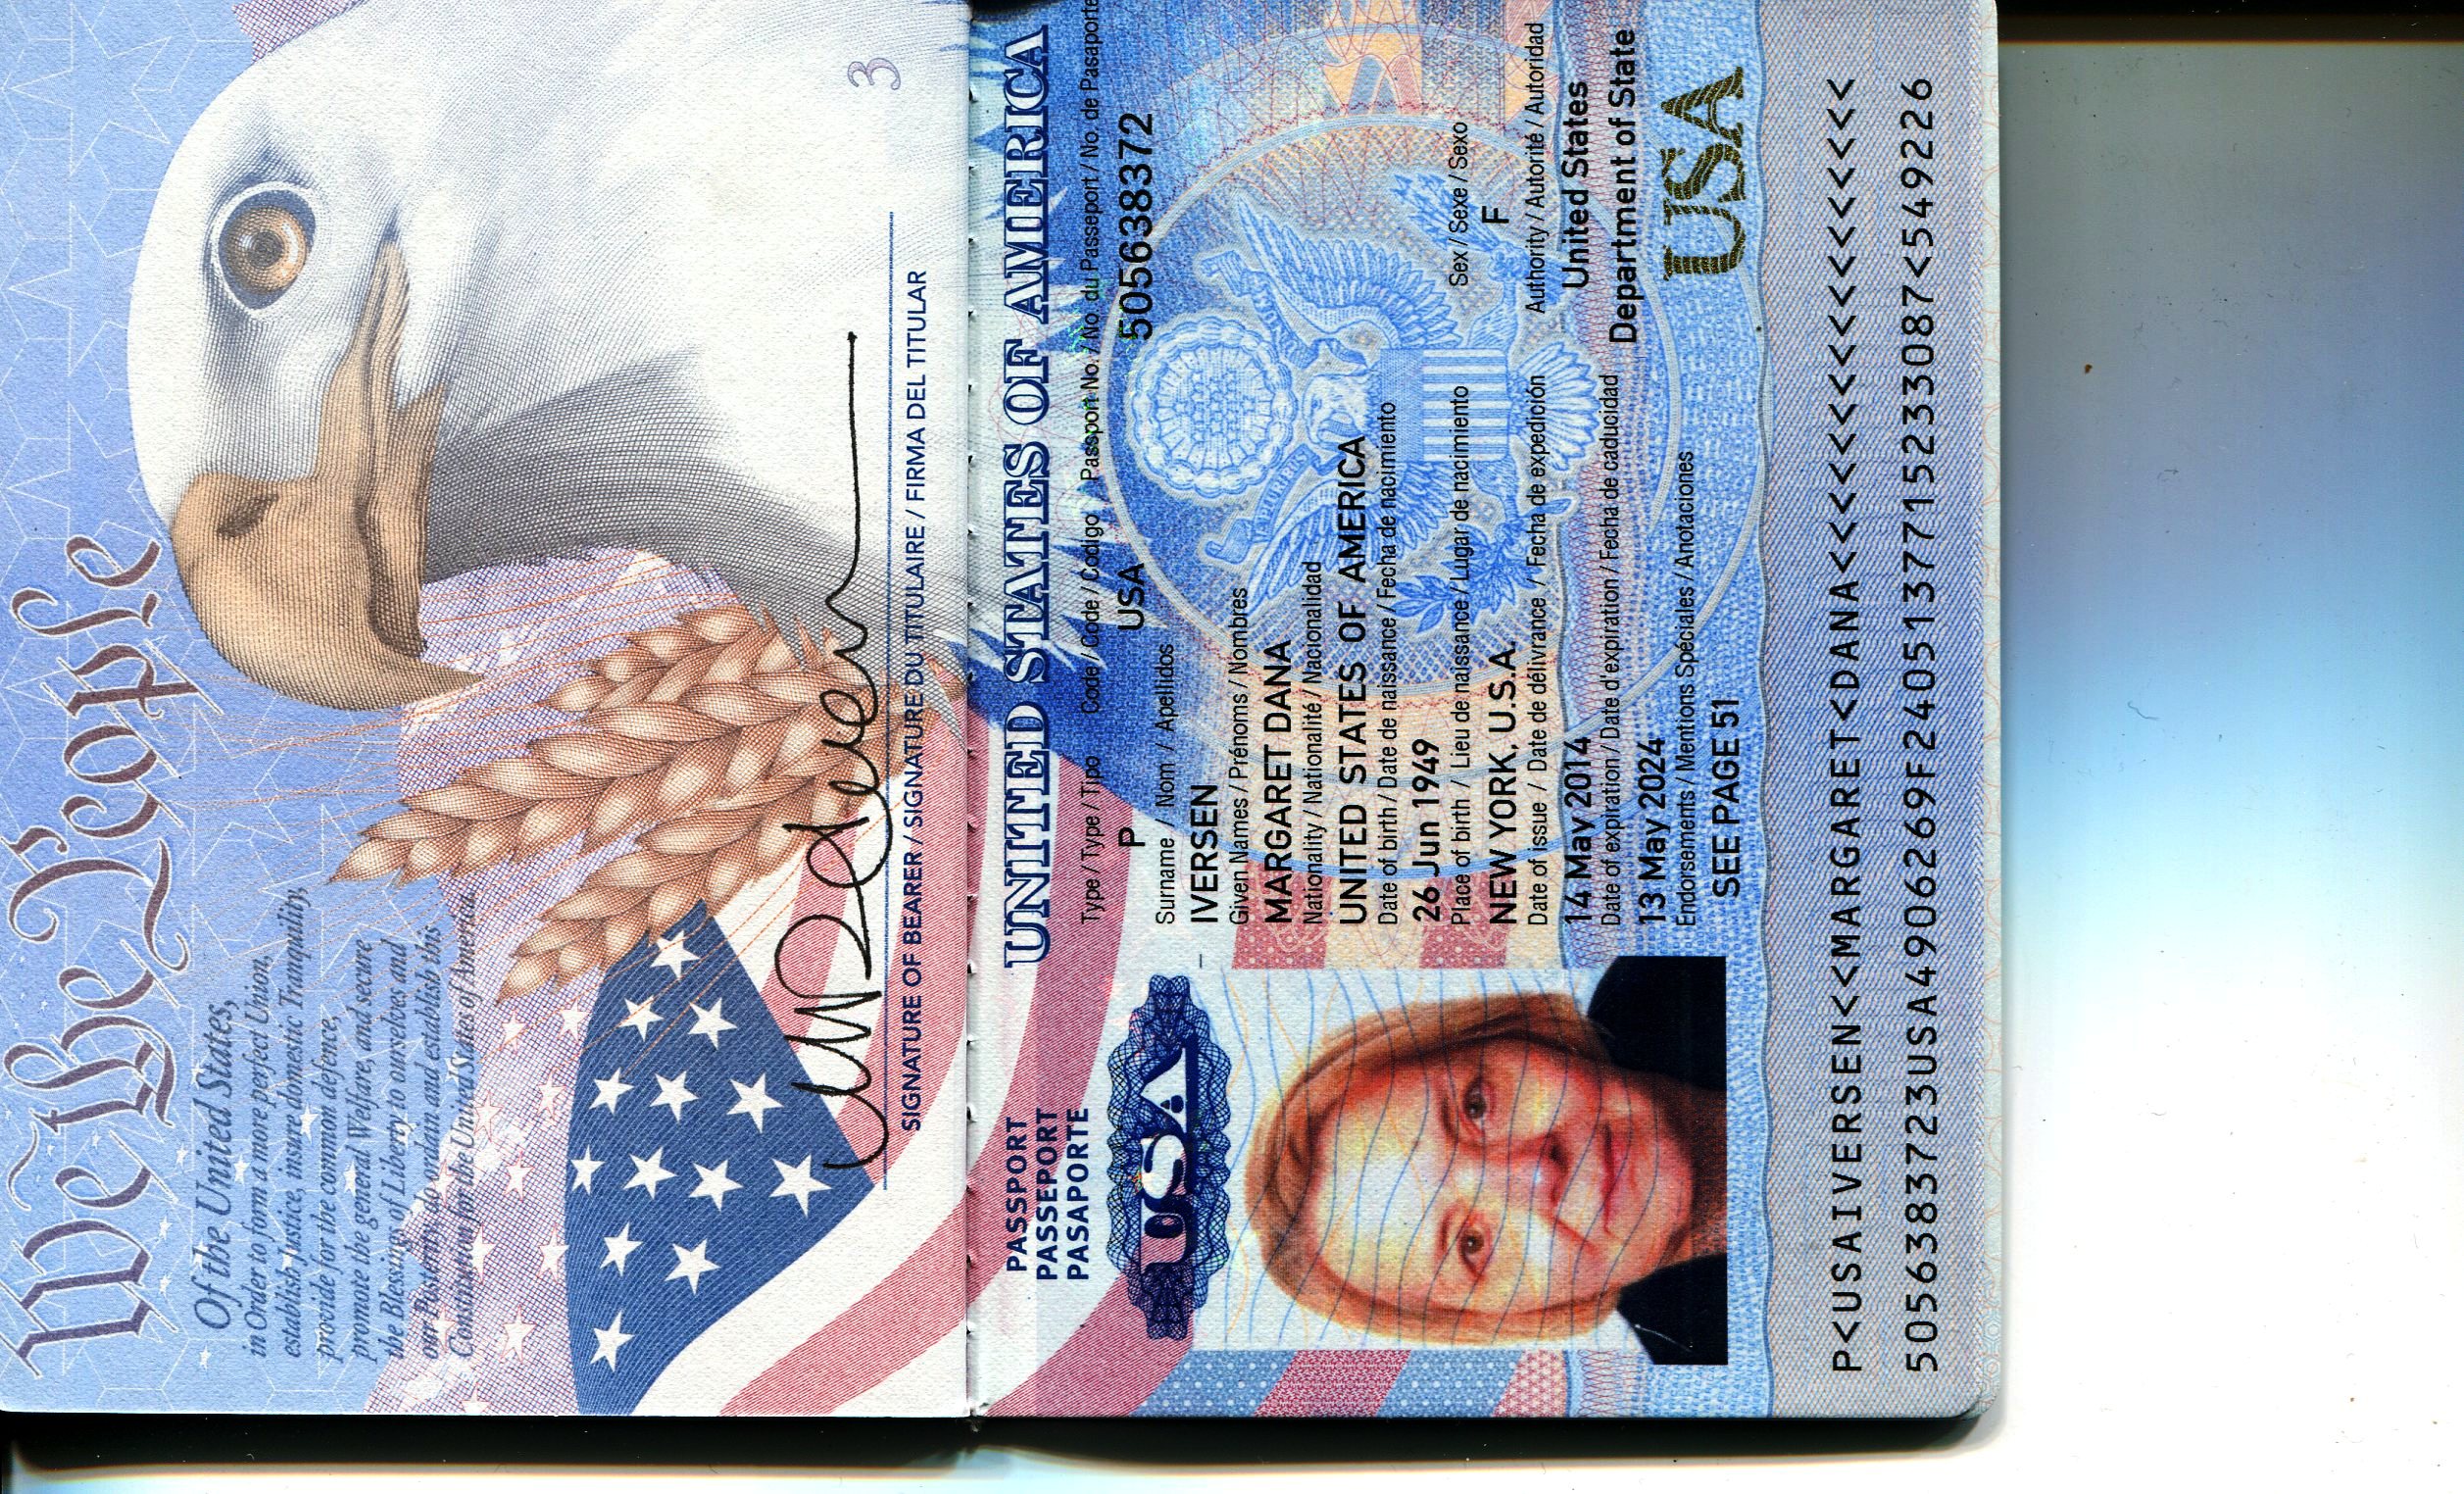 We the People
Of the United States,
in Order to form a more perfect Union,
establish Justice, insure domestic Tranquility,
provide for the common defence,
promote the general Welfare, and secure
the Blessings of Liberty to ourselves and
our Posterity, do ordain and establish this
Constitution for the United States of America.
SIGNATURE OF BEARER / SIGNATURE DU TITULAIRE / FIRMA DEL TITULAR
3
UNITED STATES OF AMERICA
PASSPORT
PASSEPORT
PASAPORTE
USA
Type / Type / Tipo Code / Code / Codigo Passport No. / No. du Passeport / No. de Pasaporte
P USA 505638372
Surname / Nom / Apellidos
IVERSEN
Given Names / Prénoms / Nombres
MARGARET DANA
Nationality / Nationalité / Nacionalidad
UNITED STATES OF AMERICA
Date of birth / Date de naissance / Fecha de nacimiento
26 Jun 1949
Place of birth / Lieu de naissance / Lugar de nacimiento Sex / Sexe / Sexo
NEW YORK, U.S.A. F
Date of issue / Date de délivrance / Fecha de expedición Authority / Autorité / Autoridad
14 May 2014 United States
Date of expiration / Date d'expiration / Fecha de caducidad Department of State
13 May 2024
Endorsements / Mentions Spéciales / Anotaciones
SEE PAGE 51
USA
P<USAIVERSEN<<MARGARET<DANA<<<<<<<<<<<<<<<<<
5056383723USA4906269F2405137715233087<549226